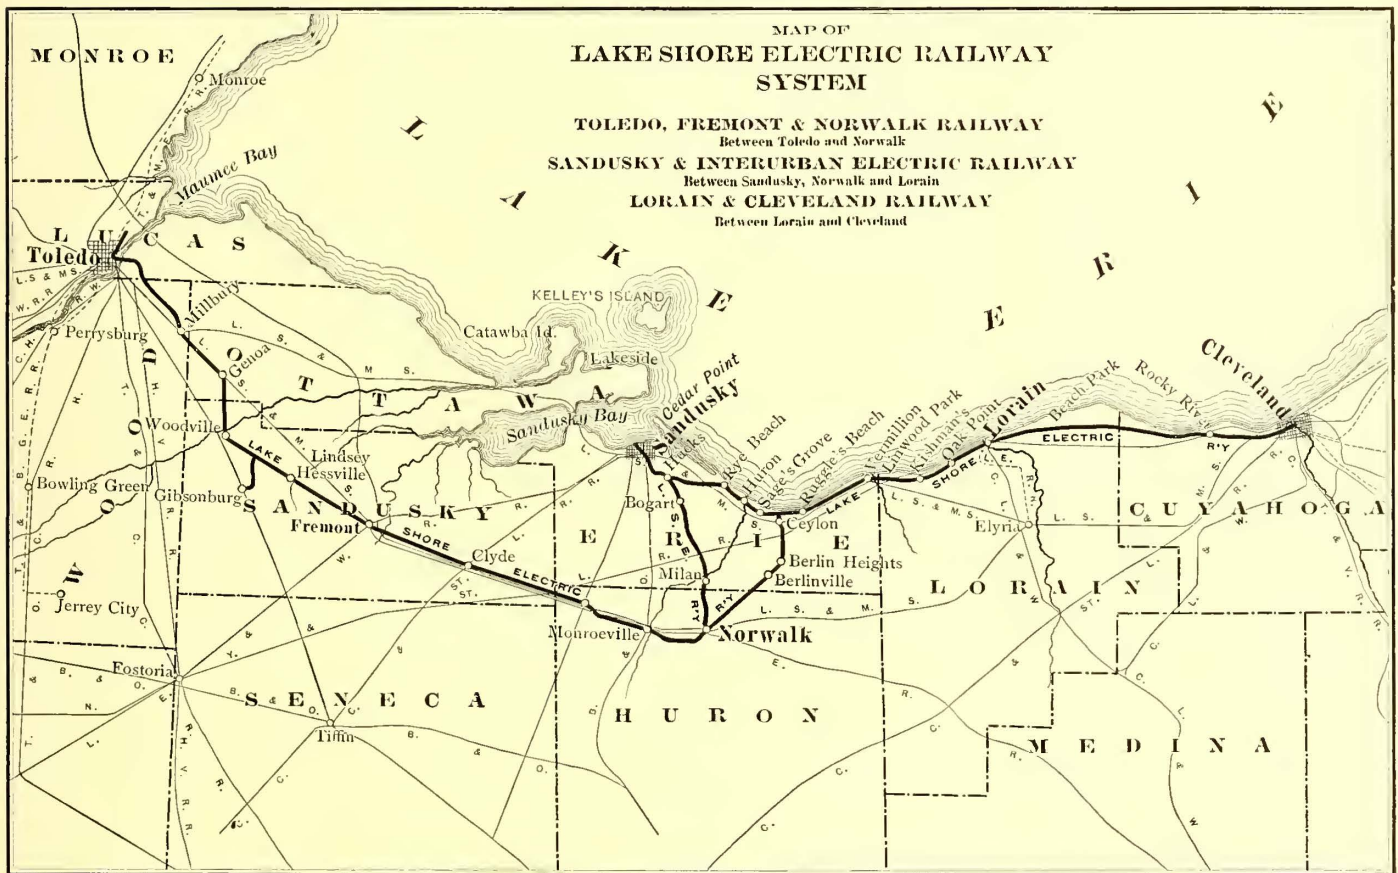 MAP OF
LAKE SHORE ELECTRIC RAILWAY
SYSTEM
TOLEDO, FREMONT & NORWALK RAILWAY
Between Toledo and Norwalk
SANDUSKY & INTERURBAN ELECTRIC RAILWAY
Between Sandusky, Norwalk and Lorain
LORAIN & CLEVELAND RAILWAY
Between Lorain and Cleveland
MONROE
Monroe
Maumee Bay
LAKE ERIE
LUCAS
Toledo
L.S & MS.
W.R.R
Perrysburg
Millbury
Genoa
L. S. & M S.
KELLEY'S ISLAND
Catawba Id.
Lakeside
OTTAWA
Sandusky Bay
Cedar Point
Sandusky
Hucks
Rye Beach
Huron
Sage's Grove
Ruggle's Beach
Vermillion
Linwood Park
Kishman's
Oak Point
Lorain
Beach Park
Rocky River
Cleveland
WOOD
Woodville
Lindsey
Hessville
Gibsonburg
Bowling Green
SANDUSKY
Fremont
LAKE SHORE ELECTRIC R'Y
Clyde
Bogart
ERIE
Ceylon
Milan
Berlin Heights
Berlinville
LAKE SHORE ELECTRIC R'Y
Elyria
CUYAHOGA
LORAIN
Jerrey City
Monroeville
Norwalk
L. S. & M. S.
Fostoria
SENECA
Tiffin
B. & O.
HURON
MEDINA